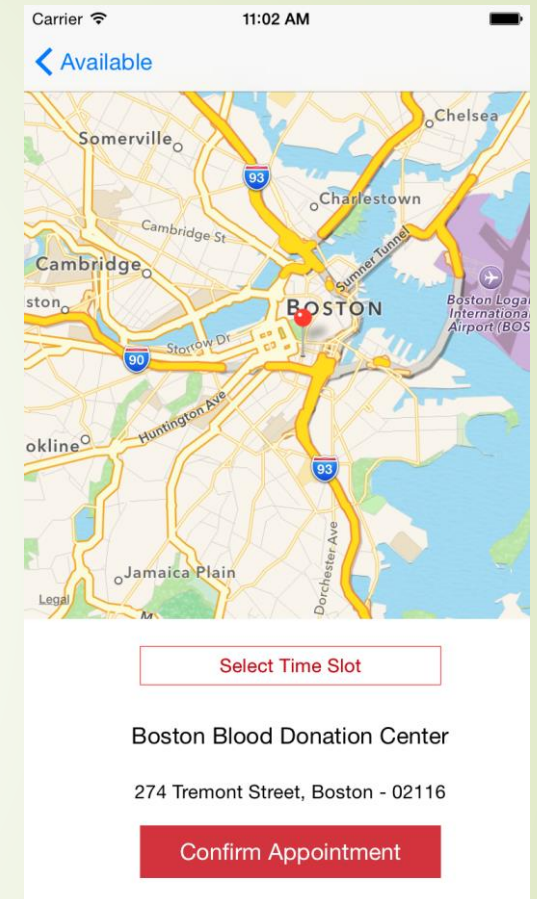 Carrier 11:02 AM
Available
Chelsea
Somerville
93
Charlestown
Cambridge St
Sumner Tunnel
Cambridge
BOSTON
Boston Loga
International
Airport (BOS
ston
Storrow Dr
90
Huntington Ave
okline
93
Dorchester Ave
Jamaica Plain
Legal
M
Select Time Slot
Boston Blood Donation Center
274 Tremont Street, Boston - 02116
Confirm Appointment